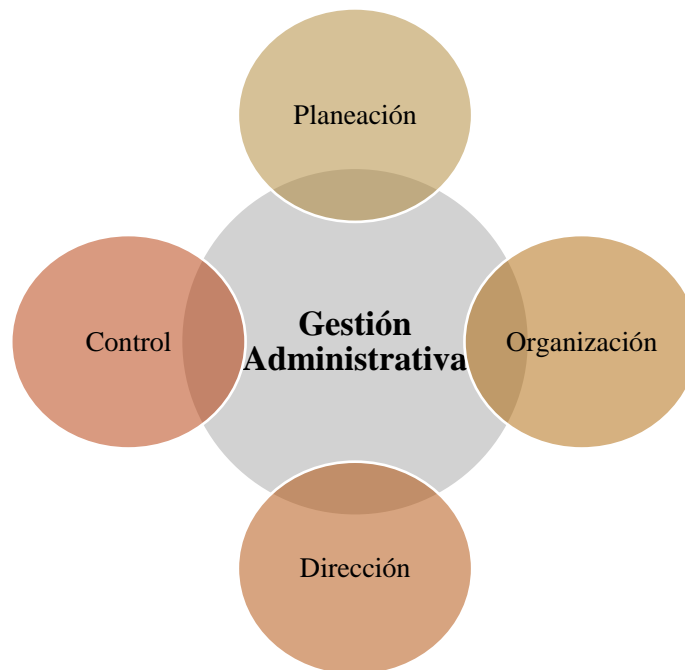 Planeación
Control
Gestión
Administrativa
Organización
Dirección